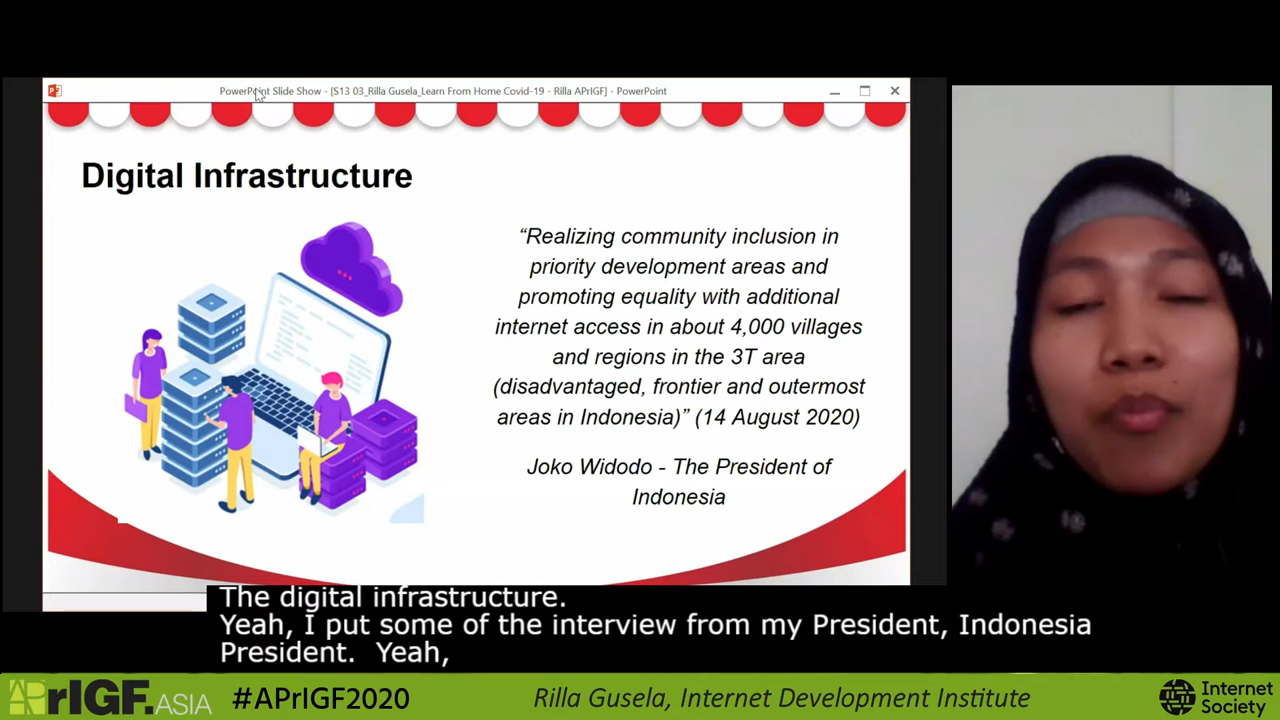 PowerPoint Slide Show - [S13 03_Rilla Gusela_Learn From Home Covid-19 - Rilla APrIGF] - PowerPoint
Digital Infrastructure
“Realizing community inclusion in
priority development areas and
promoting equality with additional
internet access in about 4,000 villages
and regions in the 3T area
(disadvantaged, frontier and outermost
areas in Indonesia)” (14 August 2020)
Joko Widodo - The President of
Indonesia
The digital infrastructure.
Yeah, I put some of the interview from my President, Indonesia
President.  Yeah,
APrIGF.ASIA
#APrIGF2020
Rilla Gusela, Internet Development Institute
Internet
Society